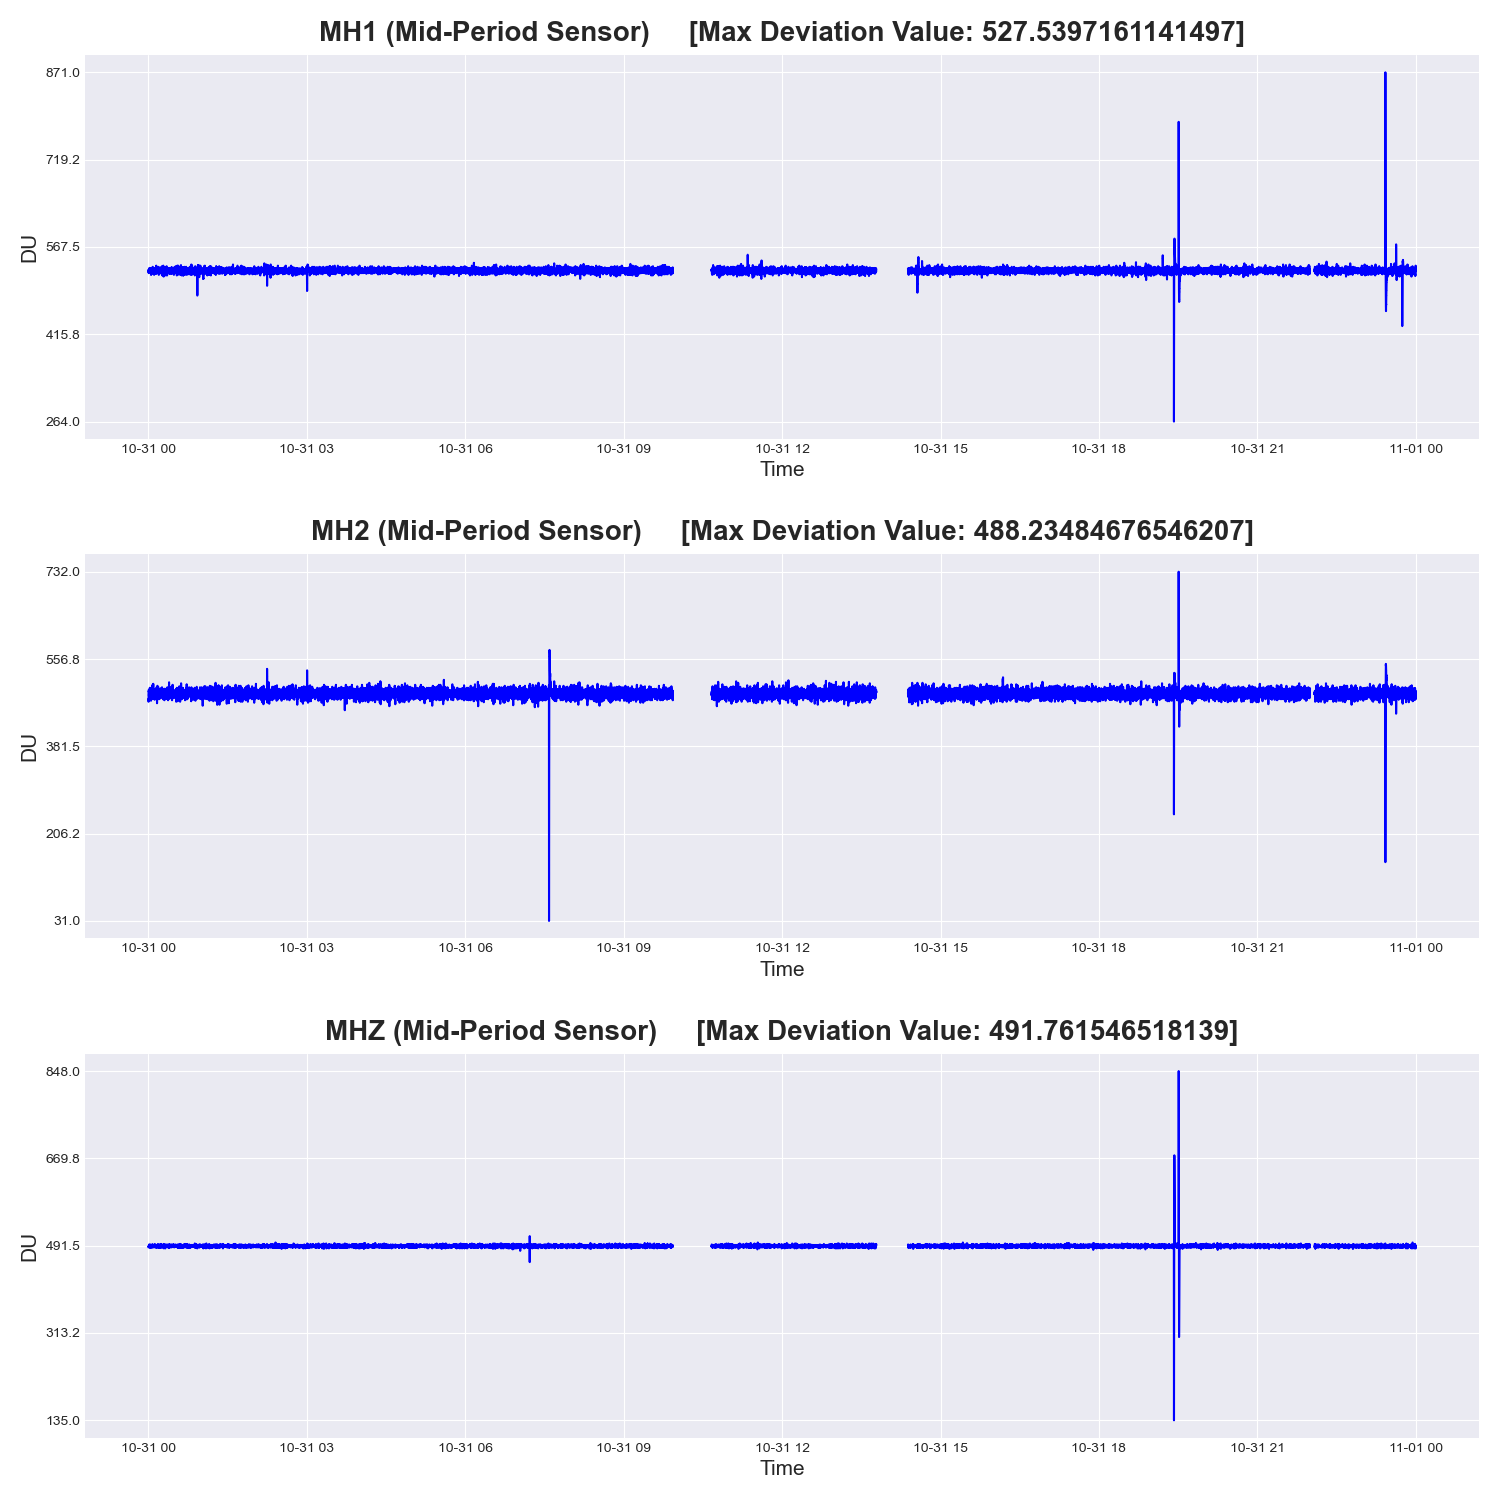 MH1 (Mid-Period Sensor) [Max Deviation Value: 527.5397161141497]
871.0
719.2
567.5
415.8
264.0
DU
10-31 00 10-31 03 10-31 06 10-31 09 10-31 12 10-31 15 10-31 18 10-31 21 11-01 00
Time
MH2 (Mid-Period Sensor) [Max Deviation Value: 488.23484676546207]
732.0
556.8
381.5
206.2
31.0
DU
10-31 00 10-31 03 10-31 06 10-31 09 10-31 12 10-31 15 10-31 18 10-31 21 11-01 00
Time
MHZ (Mid-Period Sensor) [Max Deviation Value: 491.761546518139]
848.0
669.8
491.5
313.2
135.0
DU
10-31 00 10-31 03 10-31 06 10-31 09 10-31 12 10-31 15 10-31 18 10-31 21 11-01 00
Time